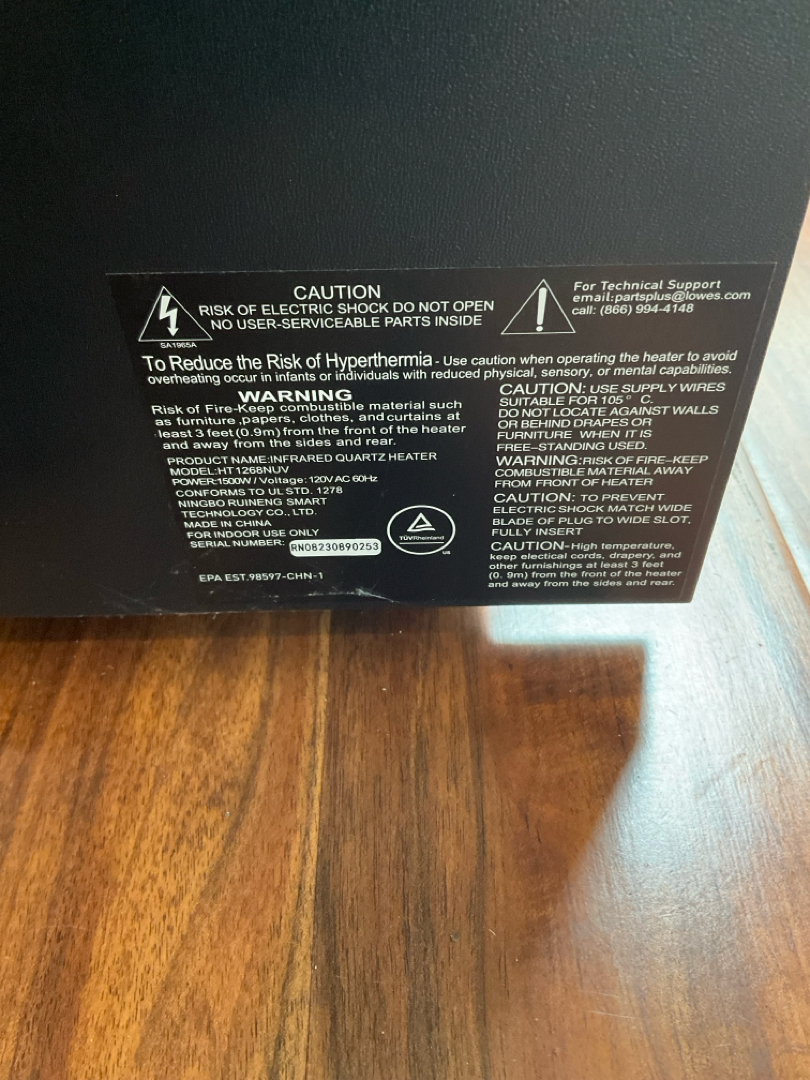 CAUTION
RISK OF ELECTRIC SHOCK DO NOT OPEN
NO USER-SERVICEABLE PARTS INSIDE
SA1965A
For Technical Support
email:partsplus@lowes.com
call: (866) 994-4148
To Reduce the Risk of Hyperthermia - Use caution when operating the heater to avoid
overheating occur in infants or individuals with reduced physical, sensory, or mental capabilities.
WARNING
Risk of Fire-Keep combustible material such
as furniture ,papers, clothes, and curtains at
least 3 feet (0.9m) from the front of the heater
and away from the sides and rear.
PRODUCT NAME:INFRARED QUARTZ HEATER
MODEL:HT1268NUV
POWER:1500W / Voltage: 120V AC 60Hz
CONFORMS TO UL STD. 1278
NINGBO RUINENG SMART
TECHNOLOGY CO., LTD.
MADE IN CHINA
FOR INDOOR USE ONLY
SERIAL NUMBER: RN08230890253
TÜVRheinland
US
EPA EST.98597-CHN-1
CAUTION: USE SUPPLY WIRES
SUITABLE FOR 105° C.
DO NOT LOCATE AGAINST WALLS
OR BEHIND DRAPES OR
FURNITURE WHEN IT IS
FREE-STANDING USED.
WARNING:RISK OF FIRE-KEEP
COMBUSTIBLE MATERIAL AWAY
FROM FRONT OF HEATER
CAUTION: TO PREVENT
ELECTRIC SHOCK MATCH WIDE
BLADE OF PLUG TO WIDE SLOT,
FULLY INSERT
CAUTION-High temperature,
keep electical cords, drapery, and
other furnishings at least 3 feet
(0. 9m) from the front of the heater
and away from the sides and rear.